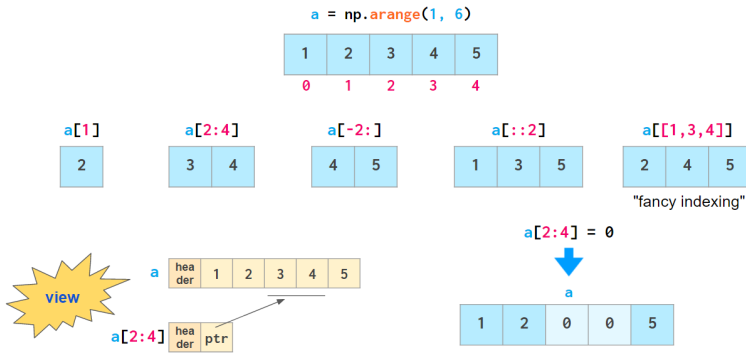 a = np.arange(1, 6)
1 2 3 4 5
0 1 2 3 4
a[1] a[2:4] a[-2:] a[::2] a[[1,3,4]]
2 3 4 4 5 1 3 5 2 4 5
"fancy indexing"
a[2:4] = 0
view
a hea der 1 2 3 4 5
a[2:4] hea der ptr
a
1 2 0 0 5